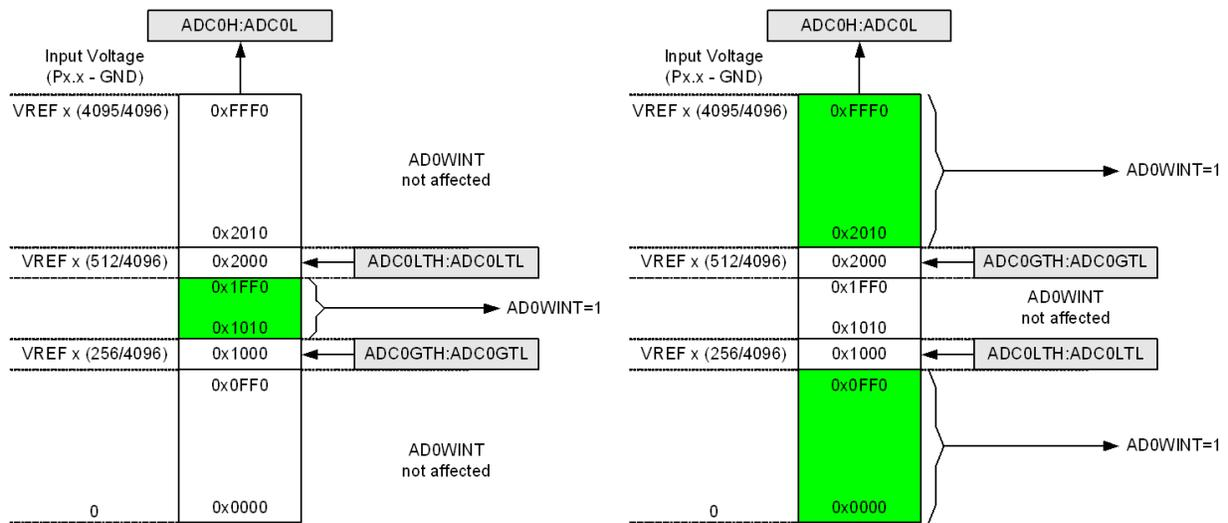 ADC0H:ADC0L
Input Voltage
(Px.x - GND)
VREF x (4095/4096)
0xFFF0
AD0WINT
not affected
0x2010
VREF x (512/4096)
0x2000
ADC0LTH:ADC0LTL
0x1FF0
AD0WINT=1
0x1010
VREF x (256/4096)
0x1000
ADC0GTH:ADC0GTL
0x0FF0
AD0WINT
not affected
0
0x0000
ADC0H:ADC0L
Input Voltage
(Px.x - GND)
VREF x (4095/4096)
0xFFF0
AD0WINT=1
0x2010
VREF x (512/4096)
0x2000
ADC0GTH:ADC0GTL
0x1FF0
AD0WINT
not affected
0x1010
VREF x (256/4096)
0x1000
ADC0LTH:ADC0LTL
0x0FF0
AD0WINT=1
0
0x0000